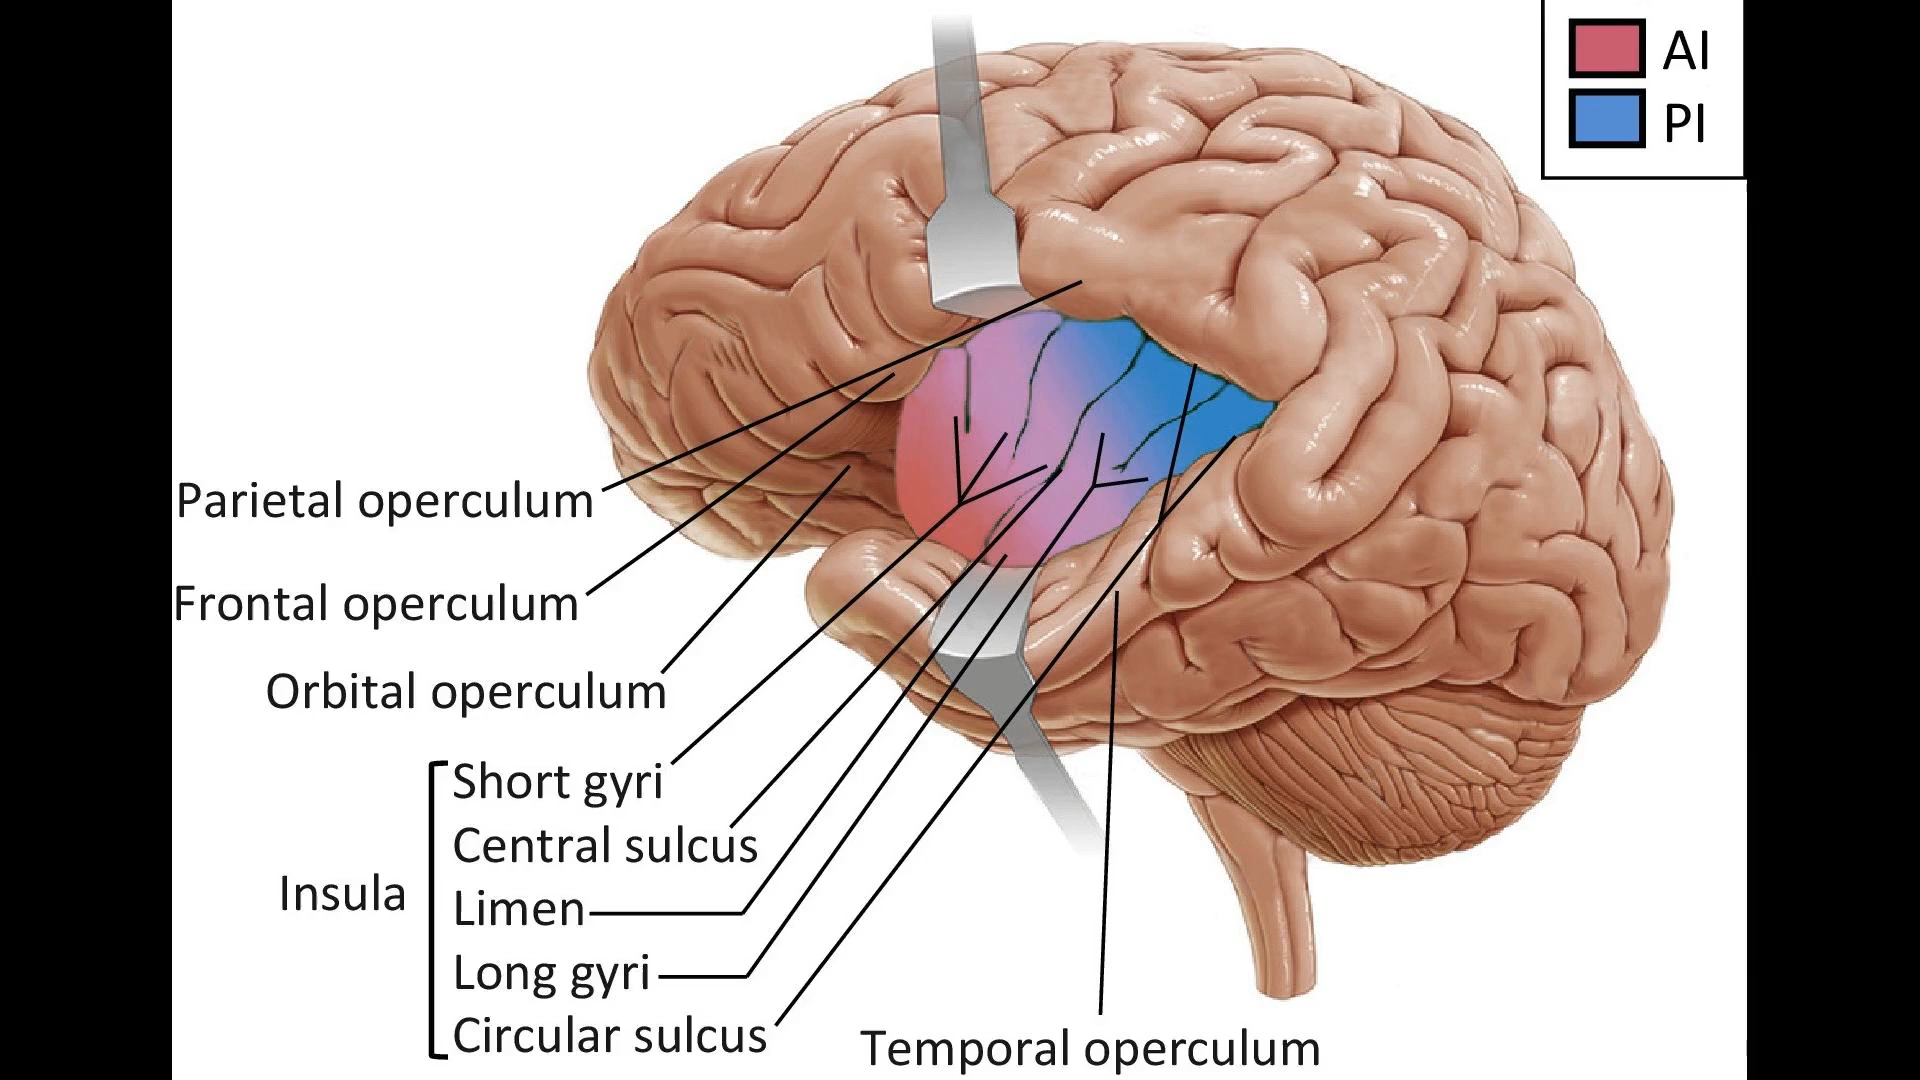 AI
PI
Parietal operculum
Frontal operculum
Orbital operculum
Short gyri
Central sulcus
Insula
Limen
Long gyri
Circular sulcus
Temporal operculum